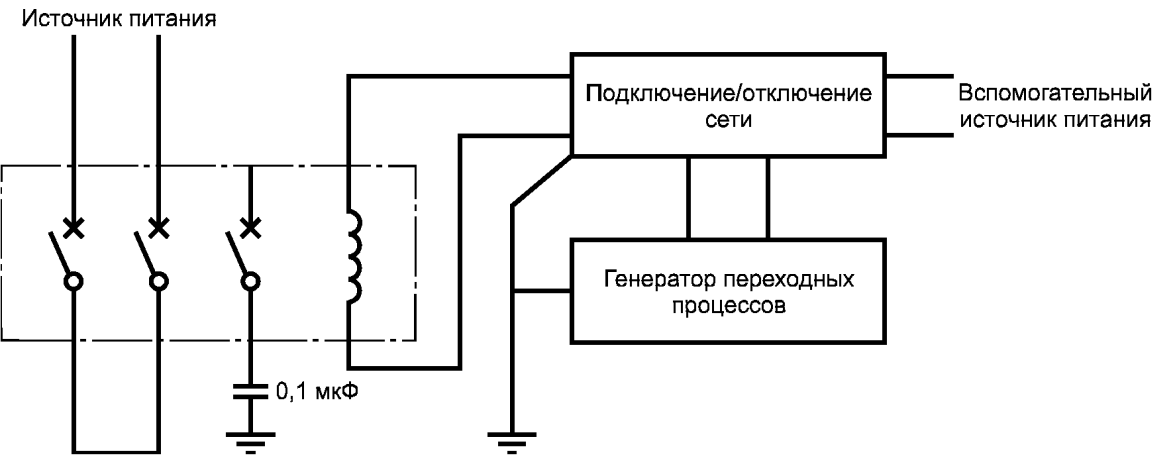 Источник питания
Подключение/отключение
сети
Вспомогательный
источник питания
Генератор переходных
процессов
0,1 мкФ